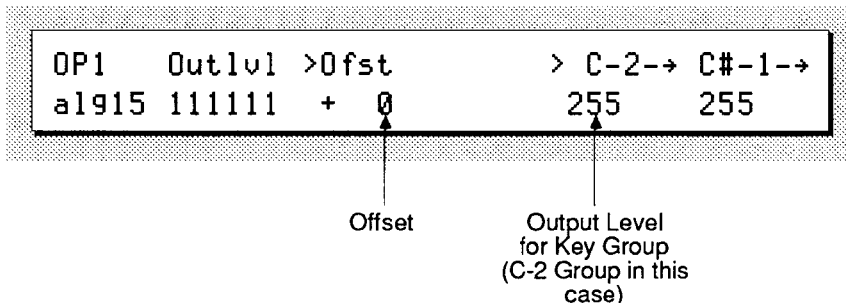 OP1 Outlvl >Ofst > C-2-→ C#-1-→
alg15 111111 + 0 255 255
Offset
Output Level
for Key Group
(C-2 Group in this
case)